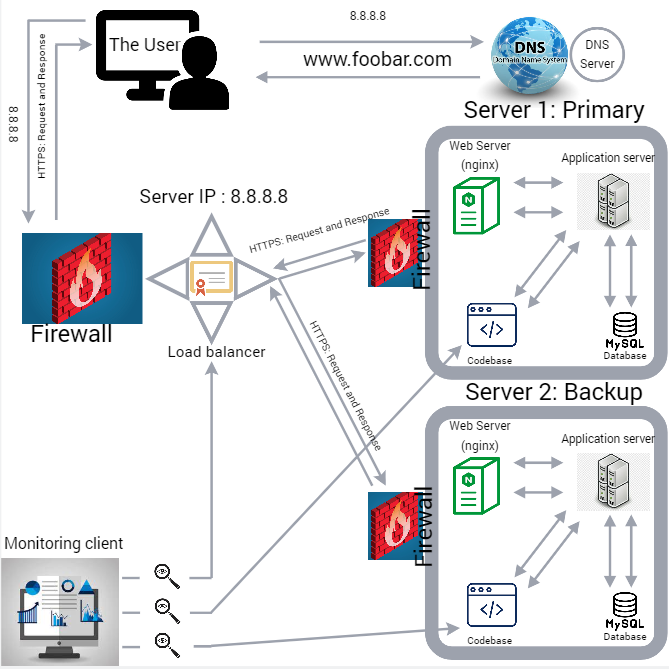 8.8.8.8
The User
www.foobar.com
DNS
Domain Name System
DNS
Server
8.8.8.8
HTTPS: Request and Response
Server 1: Primary
Web Server
(nginx)
Application server
N
Server IP : 8.8.8.8
HTTPS: Request and Response
Firewall
Firewall
Load balancer
</>
Codebase
MySQL
Database
HTTPS: Request and Response
Server 2: Backup
Web Server
(nginx)
Application server
N
Firewall
Monitoring client
</>
Codebase
MySQL
Database